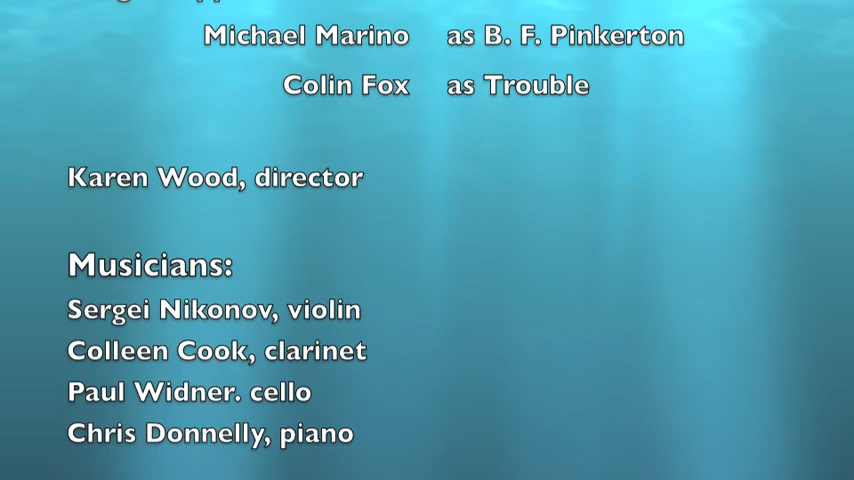 Michael Marino as B. F. Pinkerton
Colin Fox as Trouble
Karen Wood, director
Musicians:
Sergei Nikonov, violin
Colleen Cook, clarinet
Paul Widner. cello
Chris Donnelly, piano